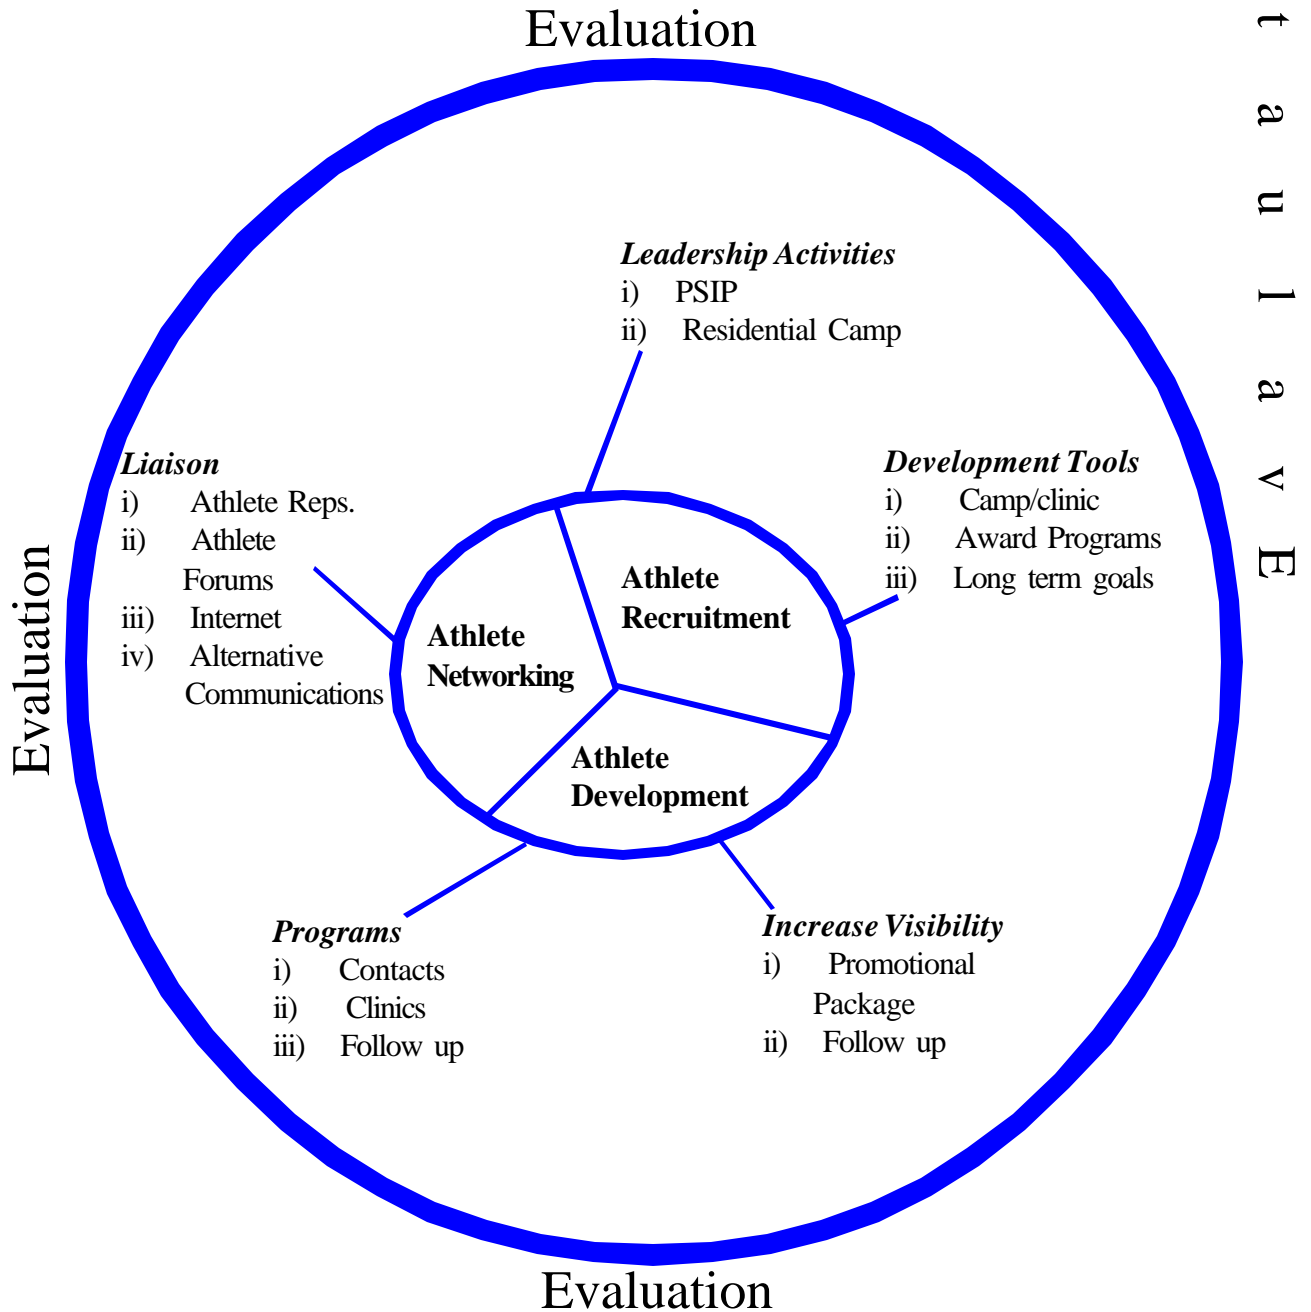 Evaluation
Leadership Activities
i) PSIP
ii) Residential Camp
Liaison
i) Athlete Reps.
ii) Athlete
Forums
iii) Internet
iv) Alternative
Communications
Development Tools
i) Camp/clinic
ii) Award Programs
iii) Long term goals
Athlete
Recruitment
Athlete
Networking
Athlete
Development
Programs
i) Contacts
ii) Clinics
iii) Follow up
Increase Visibility
i) Promotional
Package
ii) Follow up
Evaluation
Evaluat
Evaluation